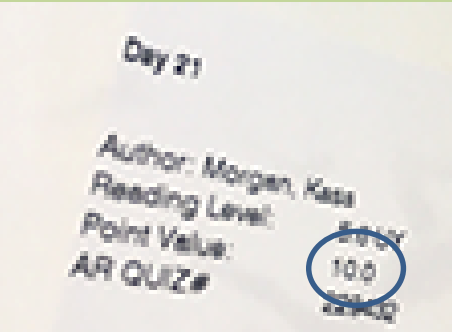 Day 21
Author: Morgan, Kass
Reading Level:
Point Value: 10.0
AR QUIZ#